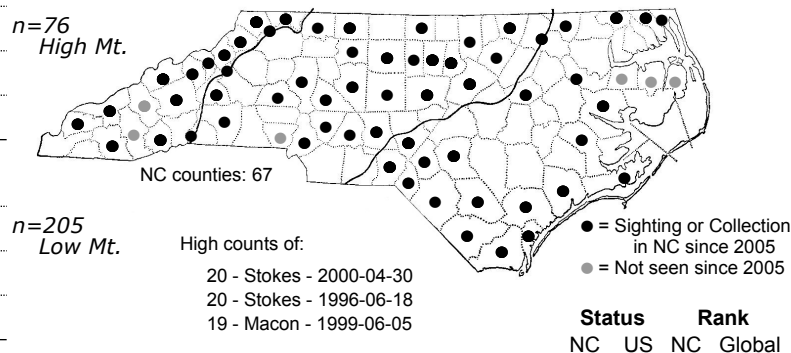 n=76
High Mt.
NC counties: 67
n=205
Low Mt.
High counts of:
20 - Stokes - 2000-04-30
20 - Stokes - 1996-06-18
19 - Macon - 1999-06-05
= Sighting or Collection
in NC since 2005
= Not seen since 2005
Status Rank
NC US NC Global